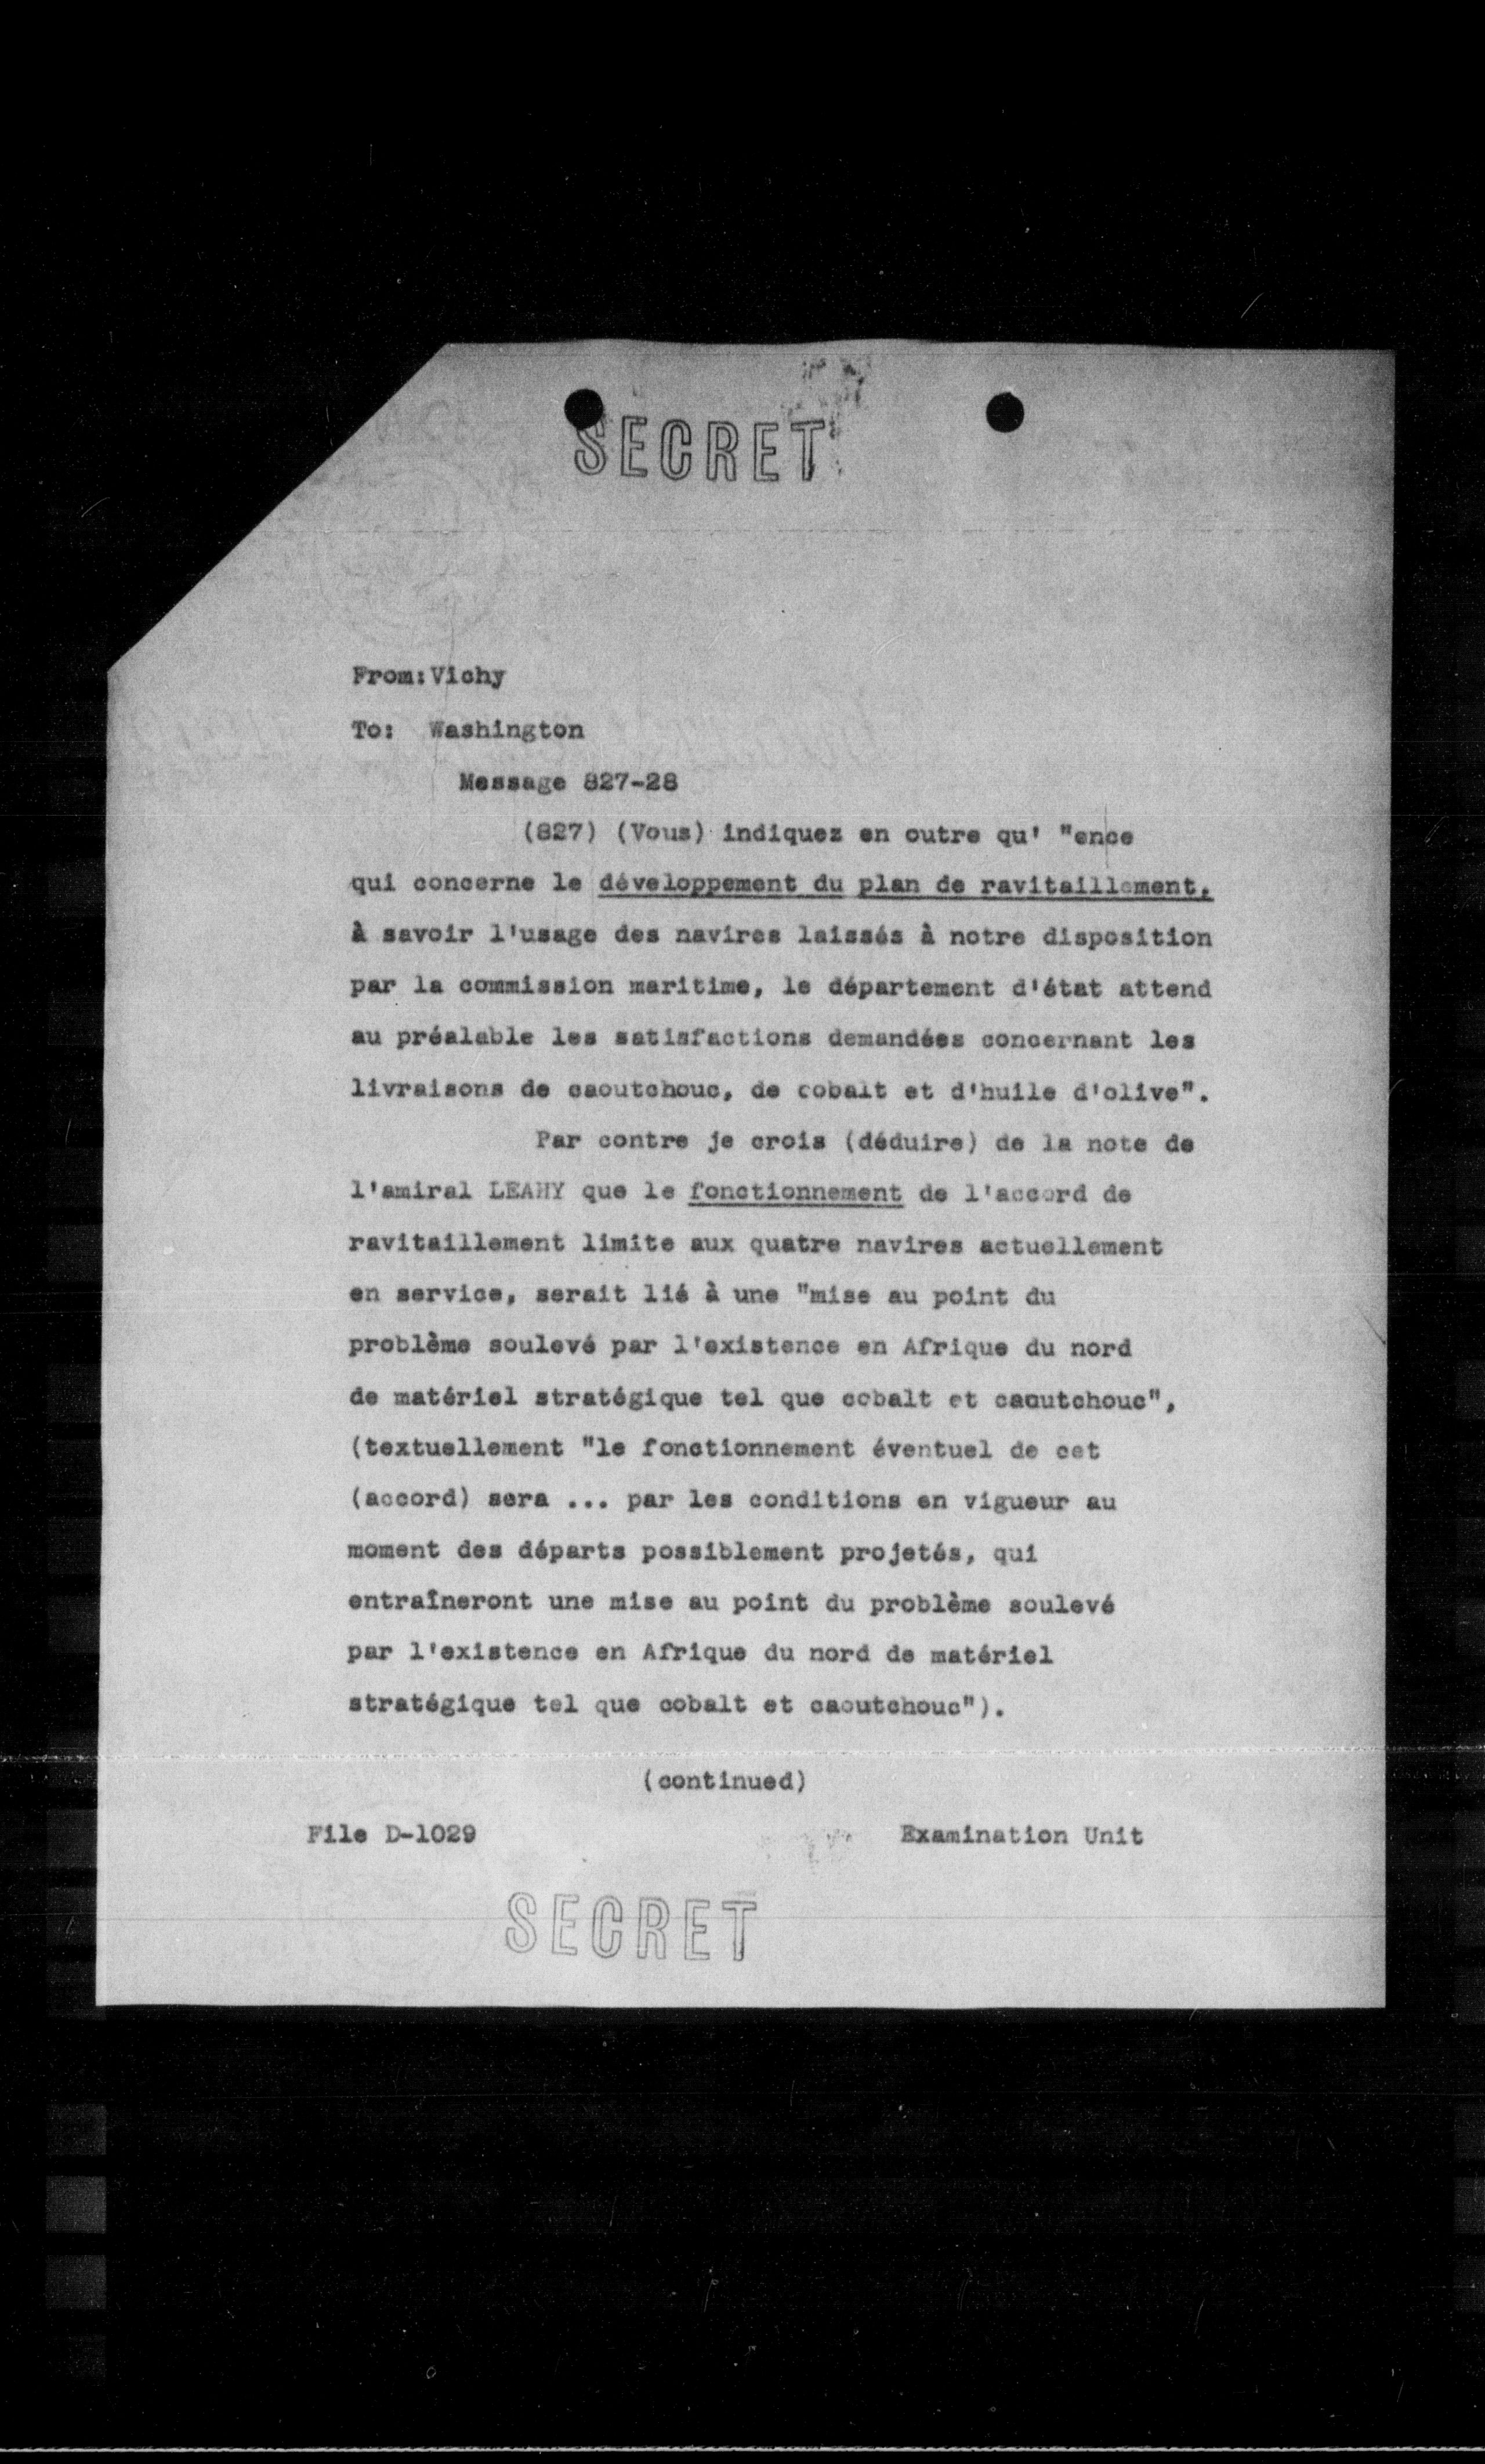 SECRET
From: Vichy
To: Washington
Message 827-28
(827) (Vous) indiquez en outre qu' "ence
qui concerne le développement du plan de ravitaillement,
à savoir l'usage des navires laissés à notre disposition
par la commission maritime, le département d'état attend
au préalable les satisfactions demandées concernant les
livraisons de caoutchouc, de cobalt et d'huile d'olive".
Par contre je crois (déduire) de la note de
l'amiral LEAHY que le fonctionnement de l'accord de
ravitaillement limite aux quatre navires actuellement
en service, serait lié à une "mise au point du
problème soulevé par l'existence en Afrique du nord
de matériel stratégique tel que cobalt et caoutchouc",
(textuellement "le fonctionnement éventuel de cet
(accord) sera ... par les conditions en vigueur au
moment des départs possiblement projetés, qui
entraîneront une mise au point du problème soulevé
par l'existence en Afrique du nord de matériel
stratégique tel que cobalt et caoutchouc").
(continued)
File D-1029 Examination Unit
SECRET